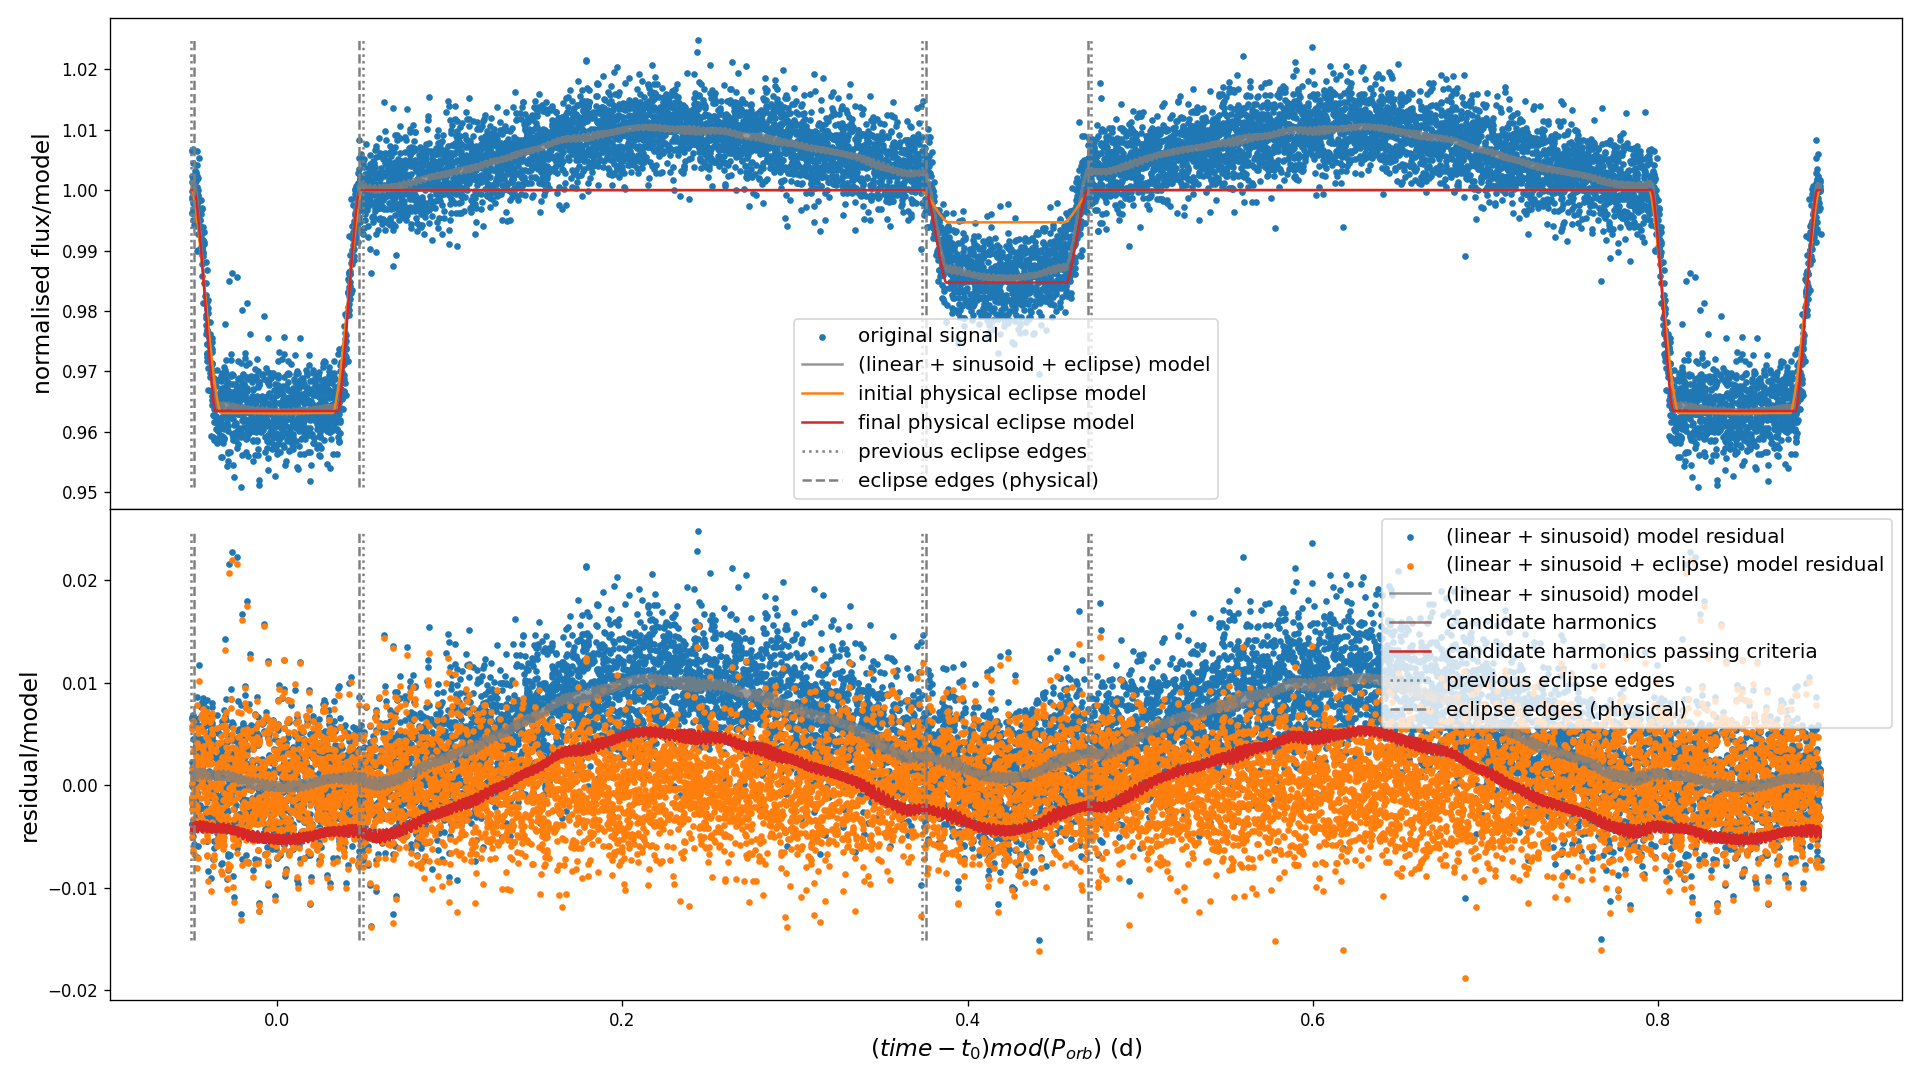 normalised flux/model
1.02
1.01
1.00
0.99
0.98
0.97
0.96
0.95
original signal
(linear + sinusoid + eclipse) model
initial physical eclipse model
final physical eclipse model
previous eclipse edges
eclipse edges (physical)
residual/model
0.02
0.01
0.00
−0.01
−0.02
(linear + sinusoid) model residual
(linear + sinusoid + eclipse) model residual
(linear + sinusoid) model
candidate harmonics
candidate harmonics passing criteria
previous eclipse edges
eclipse edges (physical)
0.0 0.2 0.4 0.6 0.8
(time − t₀)mod(P_orb) (d)